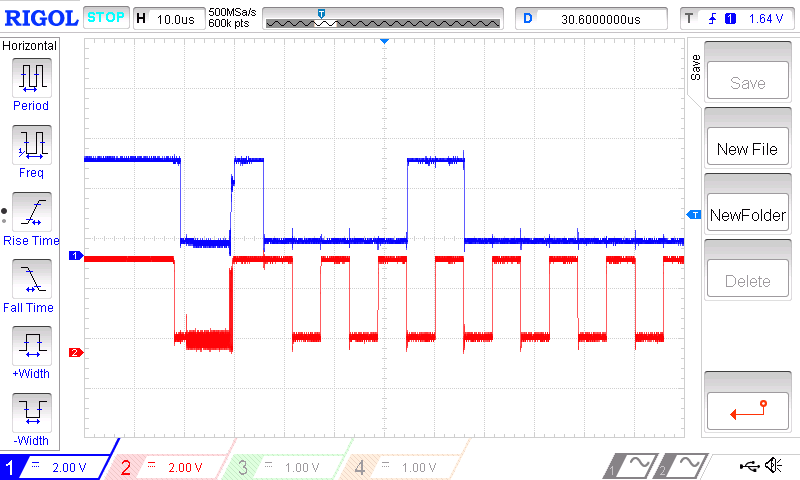 RIGOL STOP H 10.0us 500MSa/s 600k pts T D 30.6000000us T 1 1.64 V
Horizontal
Period
Freq
Rise Time
Fall Time
+Width
-Width
Save
Save
New File
NewFolder
Delete
T
1
2
1 2.00 V 2 2.00 V 3 1.00 V 4 1.00 V 1 2